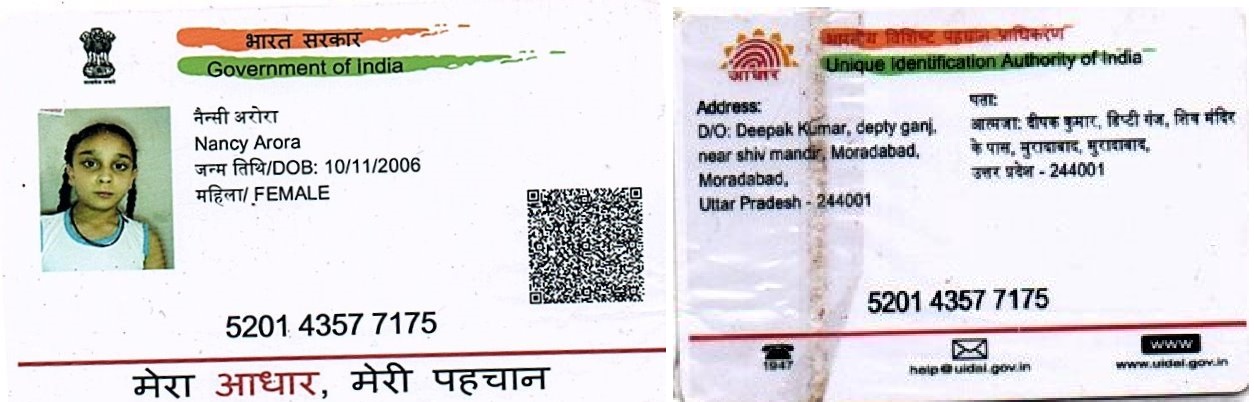 भारत सरकार
Government of India
नैन्सी अरोरा
Nancy Arora
जन्म तिथि/DOB: 10/11/2006
महिला/ FEMALE
5201 4357 7175
मेरा आधार, मेरी पहचान
भारतीय विशिष्ट पहचान प्राधिकरण
Unique Identification Authority of India
आधार
Address:
D/O: Deepak Kumar, depty ganj,
near shiv mandir, Moradabad,
Moradabad,
Uttar Pradesh - 244001
पता:
आत्मजा: दीपक कुमार, डिप्टी गंज, शिव मंदिर
के पास, मुरादाबाद, मुरादाबाद,
उत्तर प्रदेश - 244001
5201 4357 7175
1947
help@uidai.gov.in
www
www.uidai.gov.in